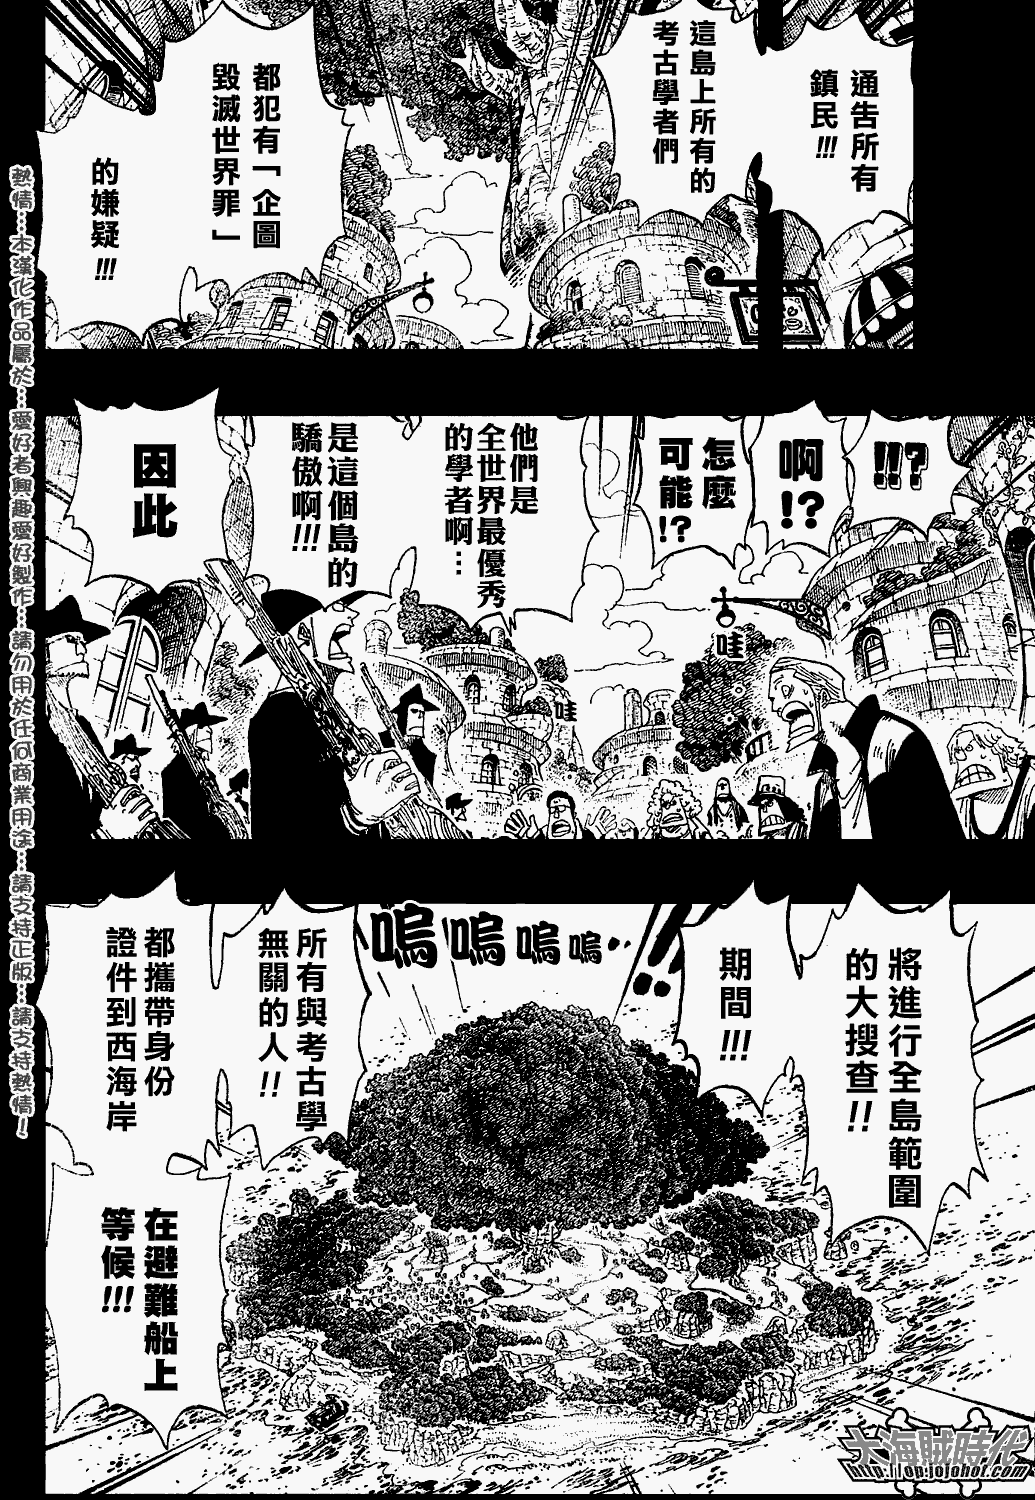 通告所有
鎮民!!!
這島上所有的
考古學者們
都犯有「企圖
毀滅世界罪」
的嫌疑!!!
!!?
啊!?
怎麼
可能!?
他們是
全世界最優秀
的學者啊…
是這個島的
驕傲啊!!!
因此
哇
哇
將進行全島範圍
的大搜查!!
期間!!!
!!
嗚嗚嗚嗚…
所有與考古學
無關的人!!
都攜帶身份
證件到西海岸
在避難船上
等候!!!
熱情…本漢化作品屬於…愛好者興趣愛好製作…請勿用於任何商業用途…請支持正版…請支持熱情!
大海賊時代
http://op.jojohot.com